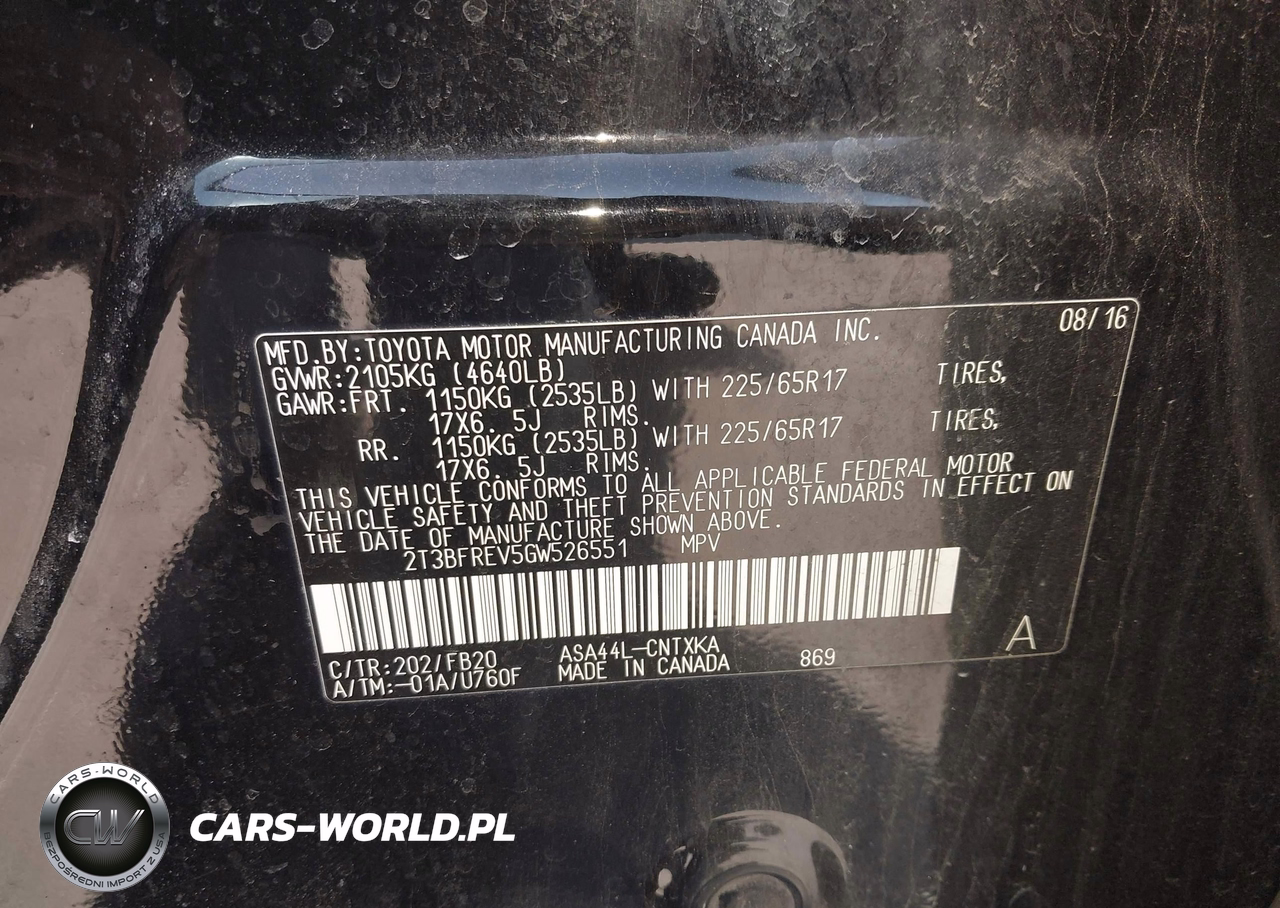 08/16
MFD.BY:TOYOTA MOTOR MANUFACTURING CANADA INC.
GVWR:2105KG (4640LB)
GAWR:FRT. 1150KG (2535LB) WITH 225/65R17 TIRES,
17X6. 5J RIMS.
RR. 1150KG (2535LB) WITH 225/65R17 TIRES,
17X6. 5J RIMS.
THIS VEHICLE CONFORMS TO ALL APPLICABLE FEDERAL MOTOR
VEHICLE SAFETY AND THEFT PREVENTION STANDARDS IN EFFECT ON
THE DATE OF MANUFACTURE SHOWN ABOVE.
2T3BFREV5GW526551 MPV
C/TR:202/FB20 ASA44L-CNTXKA 869 A
A/TM:-01A/U760F MADE IN CANADA
CARS-WORLD
CW
BEZPOŚREDNI IMPORT Z USA
CARS-WORLD.PL